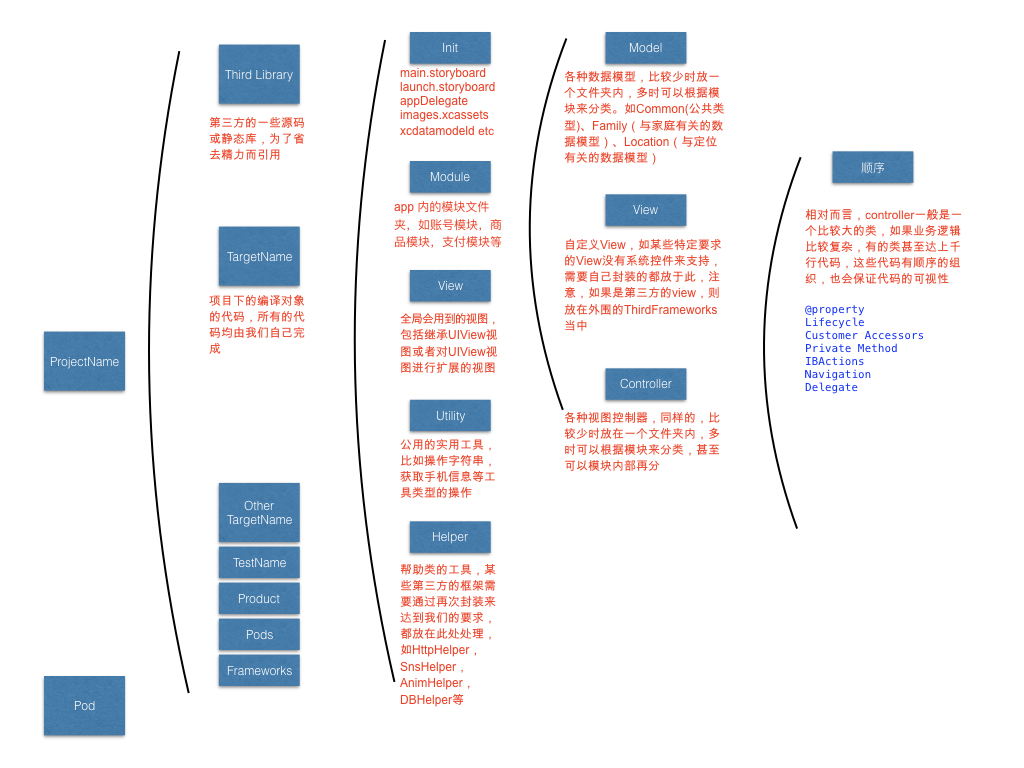 ProjectName
Pod
Third Library
第三方的一些源码
或静态库，为了省
去精力而引用
TargetName
项目下的编译对象
的代码，所有的代
码均由我们自己完
成
Other
TargetName
TestName
Product
Pods
Frameworks
Init
main.storyboard
launch.storyboard
appDelegate
images.xcassets
xcdatamodeld etc
Module
app 内的模块文件
夹，如账号模块，商
品模块，支付模块等
View
全局会用到的视图，
包括继承UIView视
图或者对UIView视
图进行扩展的视图
Utility
公用的实用工具，
比如操作字符串，
获取手机信息等工
具类型的操作
Helper
帮助类的工具，某
些第三方的框架需
要通过再次封装来
达到我们的要求，
都放在此处处理，
如HttpHelper，
SnsHelper，
AnimHelper，
DBHelper等
Model
各种数据模型，比较少时放一
个文件夹内，多时可以根据模
块来分类。如Common(公共类
型)、Family（与家庭有关的数
据模型）、Location（与定位
有关的数据模型）
View
自定义View，如某些特定要求
的View没有系统控件来支持，
需要自己封装的都放于此，注
意，如果是第三方的view，则
放在外围的ThirdFrameworks
当中
Controller
各种视图控制器，同样的，比
较少时放在一个文件夹内，多
时可以根据模块来分类，甚至
可以模块内部再分
顺序
相对而言，controller一般是一
个比较大的类，如果业务逻辑
比较复杂，有的类甚至达上千
行代码，这些代码有顺序的组
织，也会保证代码的可视性
@property
Lifecycle
Customer Accessors
Private Method
IBActions
Navigation
Delegate